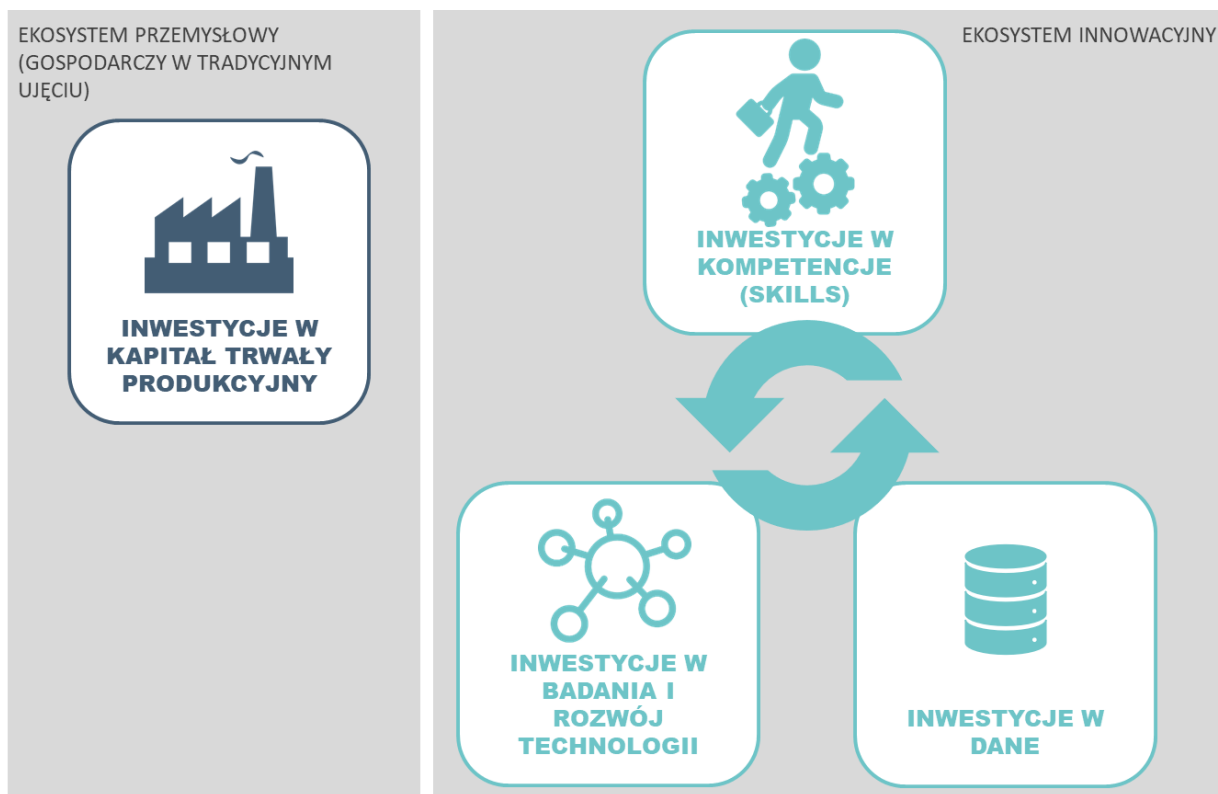 EKOSYSTEM PRZEMYSŁOWY
(GOSPODARCZY W TRADYCYJNYM
UJĘCIU)
INWESTYCJE W
KAPITAŁ TRWAŁY
PRODUKCYJNY
EKOSYSTEM INNOWACYJNY
INWESTYCJE W
KOMPETENCJE
(SKILLS)
INWESTYCJE W
BADANIA I
ROZWÓJ
TECHNOLOGII
INWESTYCJE W
DANE